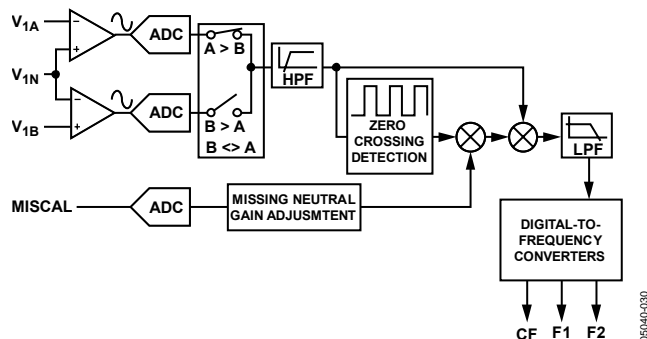 V1A
ADC
A > B
HPF
V1N
V1B
ADC
B > A
B <> A
ZERO
CROSSING
DETECTION
LPF
MISCAL
ADC
MISSING NEUTRAL
GAIN ADJUSMTENT
DIGITAL-TO-
FREQUENCY
CONVERTERS
CF F1 F2
05040-030